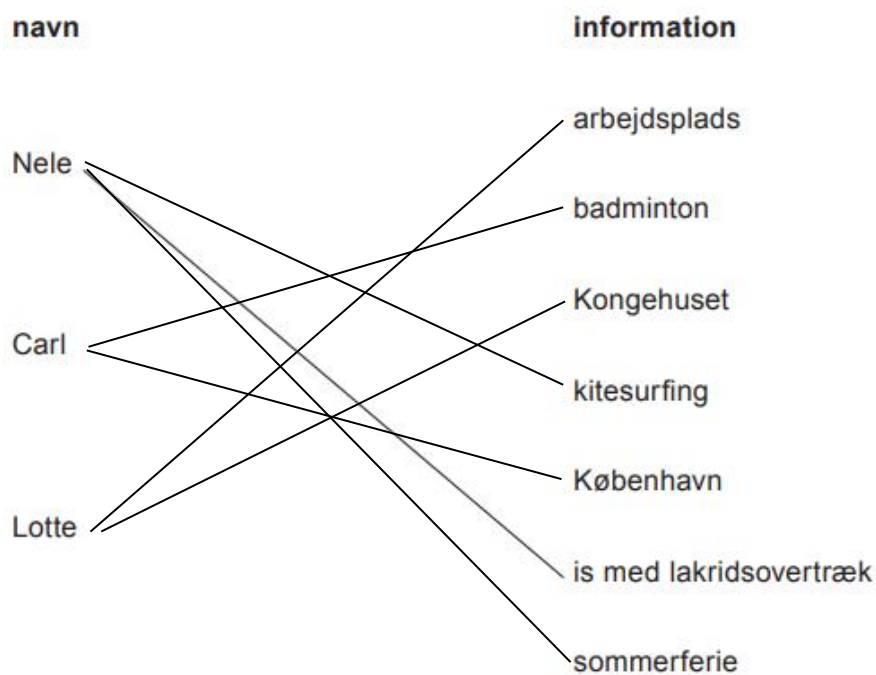 navn
information
arbejdsplads
Nele
badminton
Kongehuset
Carl
kitesurfing
København
Lotte
is med lakridsovertræk
sommerferie